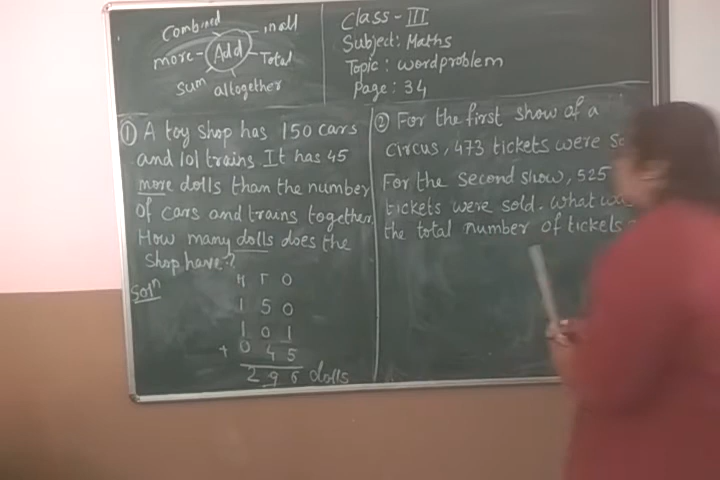 Combined
in all
more
Add
Total
Sum
altogether
Class - III
Subject: Maths
Topic: word problem
Page: 34
① A toy shop has 150 cars
and 101 trains It has 45
more dolls than the number
of cars and trains together.
How many dolls does the
Shop have?
Soln
H T O
1 5 0
1 0 1
+ 0 4 5
2 9 6 dolls
② For the first show of a
circus, 473 tickets were
For the second show, 525
tickets were sold. What
the total number of tickets